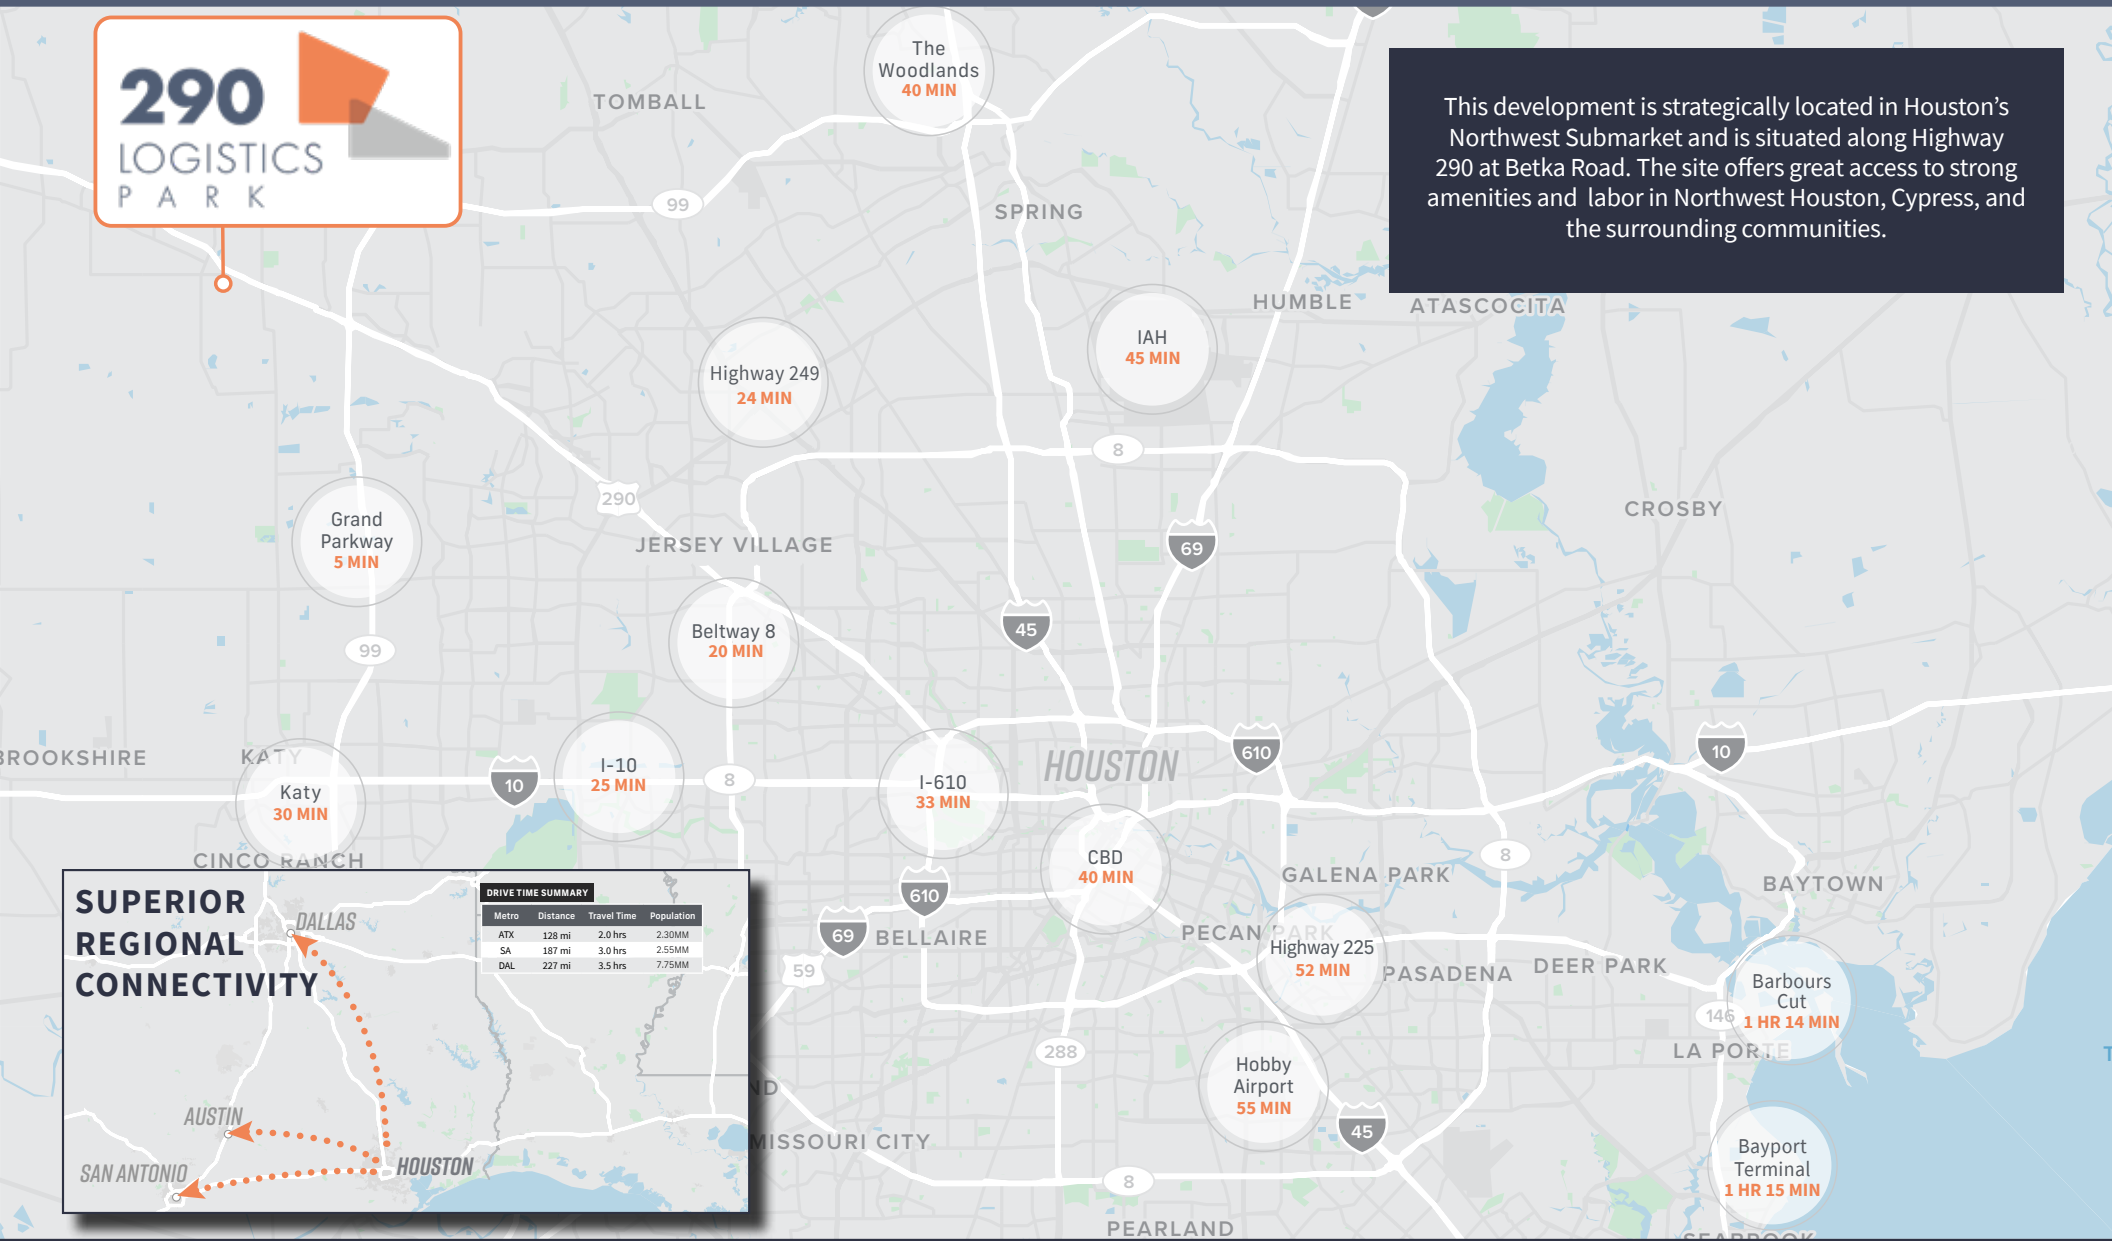 290
LOGISTICS
PARK
This development is strategically located in Houston's
Northwest Submarket and is situated along Highway
290 at Betka Road. The site offers great access to strong
amenities and labor in Northwest Houston, Cypress, and
the surrounding communities.
The
Woodlands
40 MIN
TOMBALL
99
SPRING
HUMBLE
ATASCOCITA
IAH
45 MIN
Highway 249
24 MIN
8
290
CROSBY
Grand
Parkway
5 MIN
JERSEY VILLAGE
69
45
Beltway 8
20 MIN
99
BROOKSHIRE
KATY
Katy
30 MIN
10
I-10
25 MIN
8
I-610
33 MIN
HOUSTON
610
10
CINCO RANCH
CBD
40 MIN
8
GALENA PARK
BAYTOWN
610
69
BELLAIRE
PECAN PARK
Highway 225
52 MIN
PASADENA
DEER PARK
59
Barbours
Cut
1 HR 14 MIN
146
LA PORTE
288
Hobby
Airport
55 MIN
45
MISSOURI CITY
8
Bayport
Terminal
1 HR 15 MIN
PEARLAND
SEABROOK
SUPERIOR
REGIONAL
CONNECTIVITY
DRIVE TIME SUMMARY
Metro Distance Travel Time Population
ATX 128 mi 2.0 hrs 2.30MM
SA 187 mi 3.0 hrs 2.55MM
DAL 227 mi 3.5 hrs 7.75MM
DALLAS
AUSTIN
SAN ANTONIO
HOUSTON